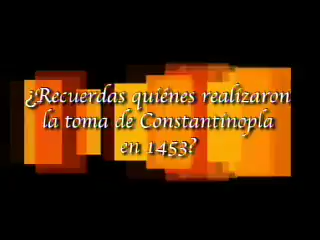 ¿Recuerdas quiénes realizaron
la toma de Constantinopla
en 1453?